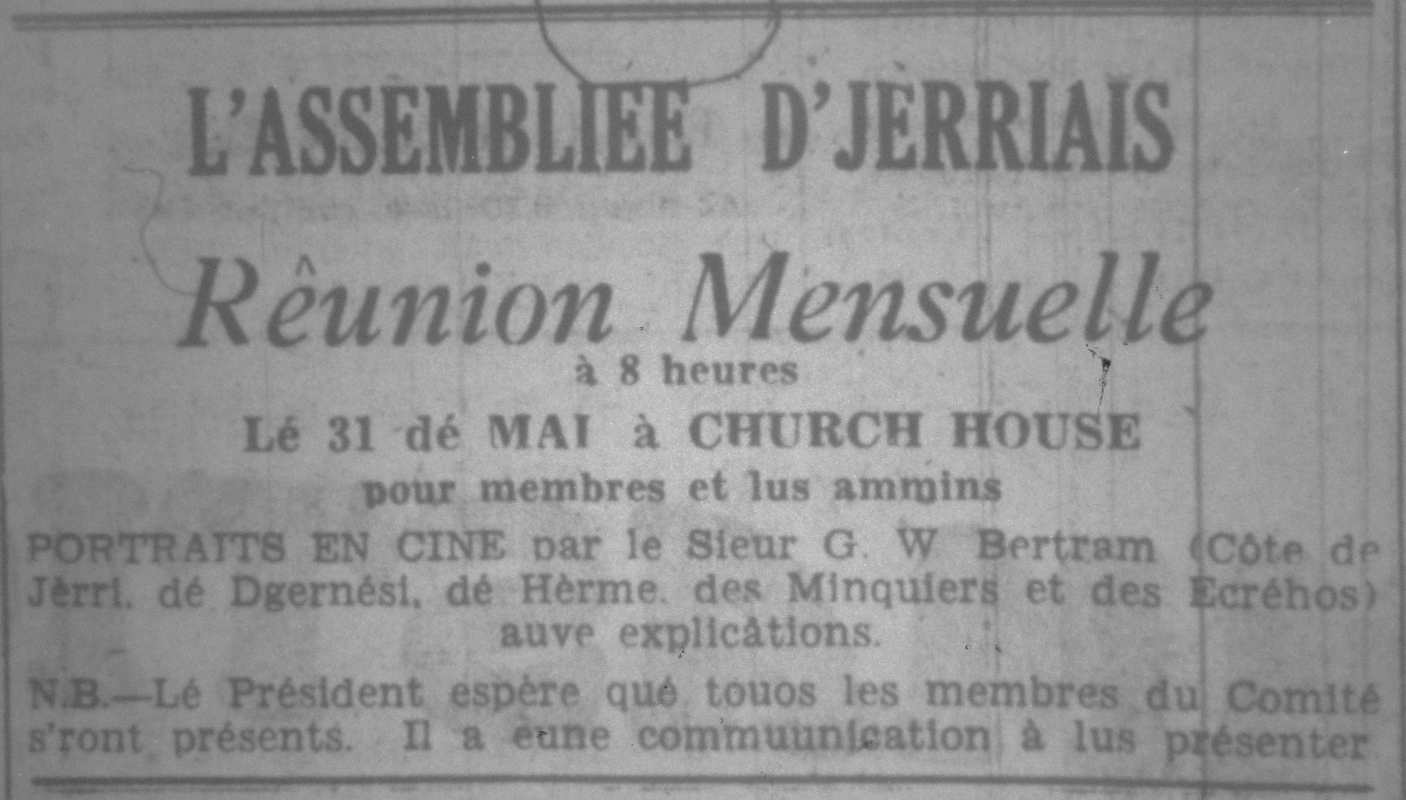 L'ASSEMBLIEE D'JERRIAIS
Rêunion Mensuelle
à 8 heures
Lé 31 dé MAI à CHURCH HOUSE
pour membres et lus ammins
PORTRAITS EN CINE par le Sieur G. W Bertram (Côte de
Jèrri, dé Dgernési, dé Hèrme, des Minquiers et des Ecréhos)
auve explicâtions.
N.B.—Lé Président espère qué touos les membres du Comité
s'ront présents. Il a eune commuunication à lus présenter